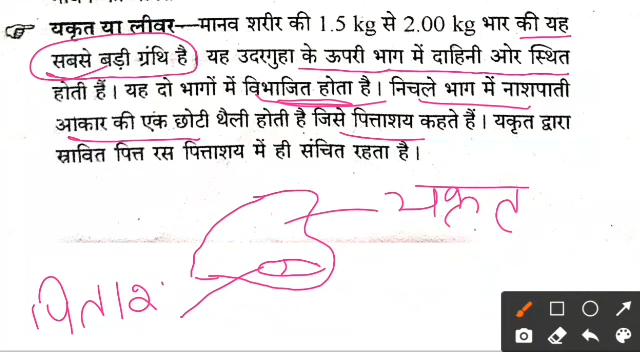 यकृत या लीवर—मानव शरीर की 1.5 kg से 2.00 kg भार की यह
सबसे बड़ी ग्रंथि है। यह उदरगुहा के ऊपरी भाग में दाहिनी ओर स्थित
होती हैं। यह दो भागों में विभाजित होता है। निचले भाग में नाशपाती
आकार की एक छोटी थैली होती है जिसे पित्ताशय कहते हैं। यकृत द्वारा
स्रावित पित्त रस पित्ताशय में ही संचित रहता है।
यकृत